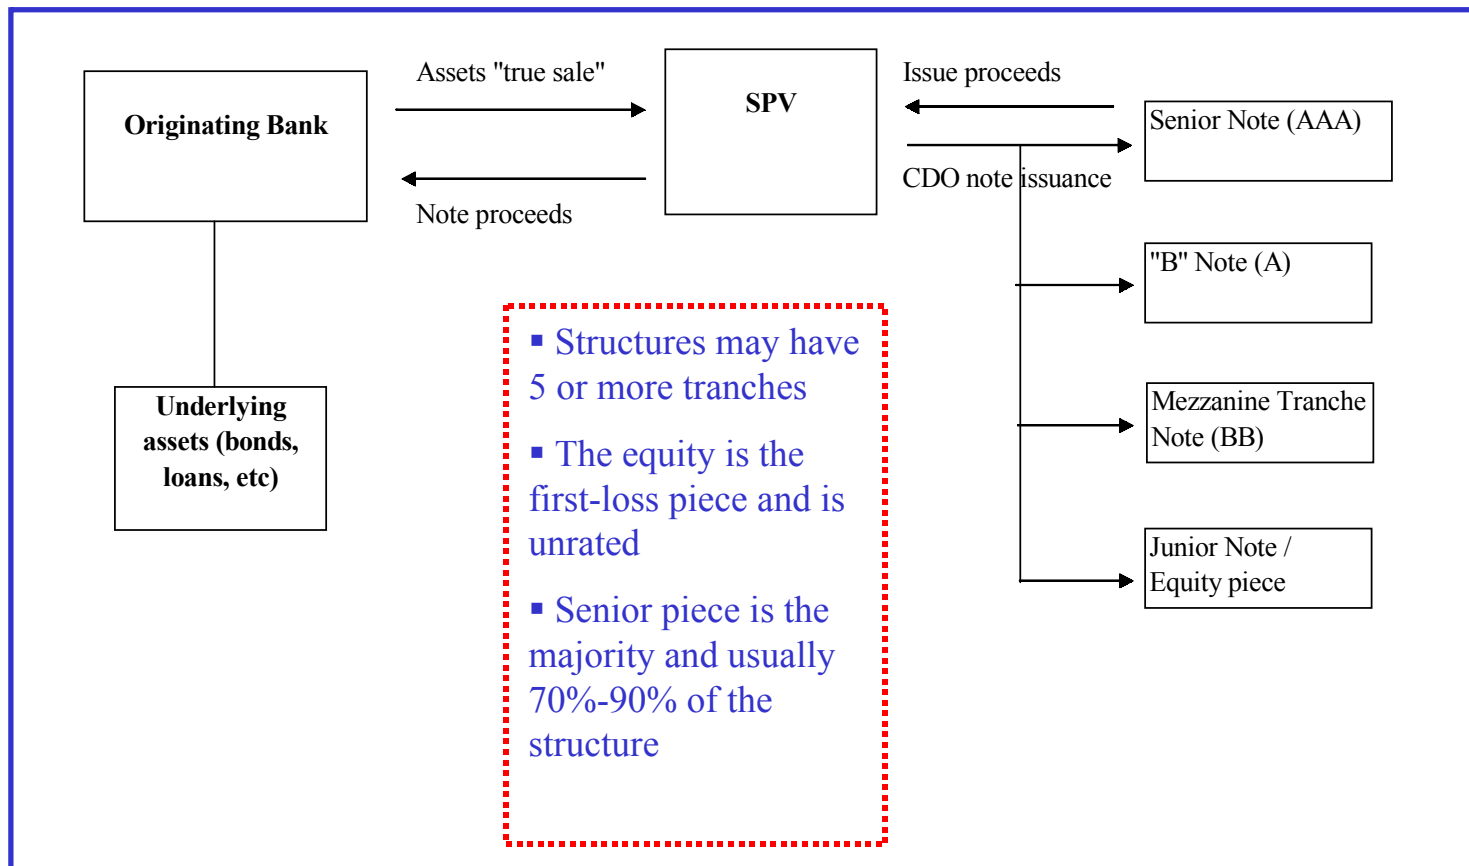 Assets "true sale"
Issue proceeds
Originating Bank
SPV
Senior Note (AAA)
CDO note issuance
Note proceeds
"B" Note (A)
Underlying
assets (bonds,
loans, etc)
▪ Structures may have
5 or more tranches
▪ The equity is the
first-loss piece and is
unrated
▪ Senior piece is the
majority and usually
70%-90% of the
structure
Mezzanine Tranche
Note (BB)
Junior Note /
Equity piece